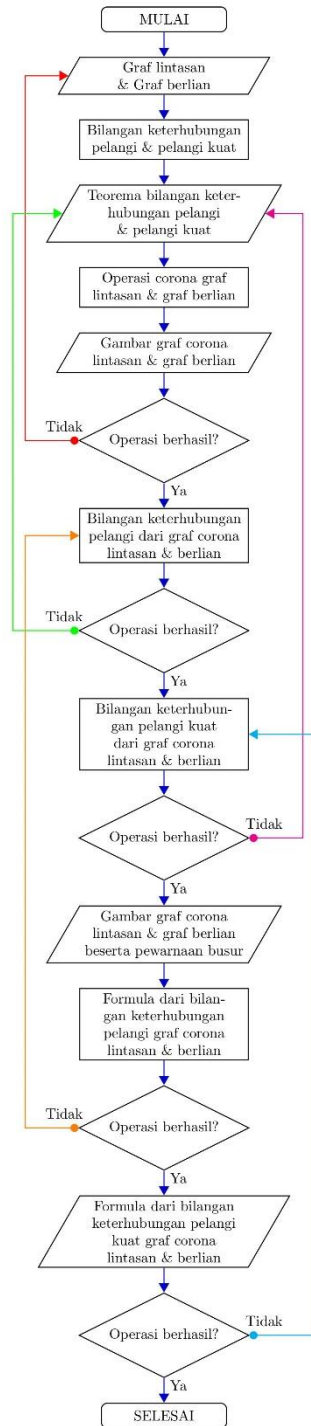 MULAI
Graf lintasan
& Graf berlian
Bilangan keterhubungan
pelangi & pelangi kuat
Teorema bilangan keter-
hubungan pelangi
& pelangi kuat
Operasi corona graf
lintasan & graf berlian
Gambar graf corona
lintasan & graf berlian
Tidak
Operasi berhasil?
Ya
Bilangan keterhubungan
pelangi dari graf corona
lintasan & berlian
Tidak
Operasi berhasil?
Ya
Bilangan keterhubun-
gan pelangi kuat
dari graf corona
lintasan & berlian
Tidak
Operasi berhasil?
Ya
Gambar graf corona
lintasan & graf berlian
beserta pewarnaan busur
Formula dari bilan-
gan keterhubungan
pelangi graf corona
lintasan & berlian
Tidak
Operasi berhasil?
Ya
Formula dari bilangan
keterhubungan pelangi
kuat graf corona
lintasan & berlian
Tidak
Operasi berhasil?
Ya
SELESAI